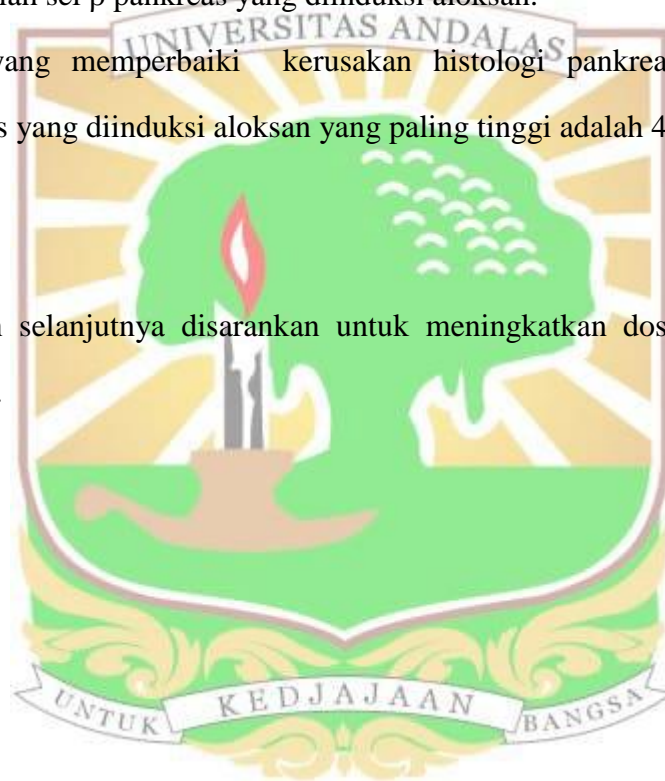 sel β pankreas yang diinduksi aloksan.
UNIVERSITAS ANDALAS
yang memperbaiki kerusakan histologi pankrea
s yang diinduksi aloksan yang paling tinggi adalah 4
n selanjutnya disarankan untuk meningkatkan dos
UNTUK KEDJAJAAN BANGSA